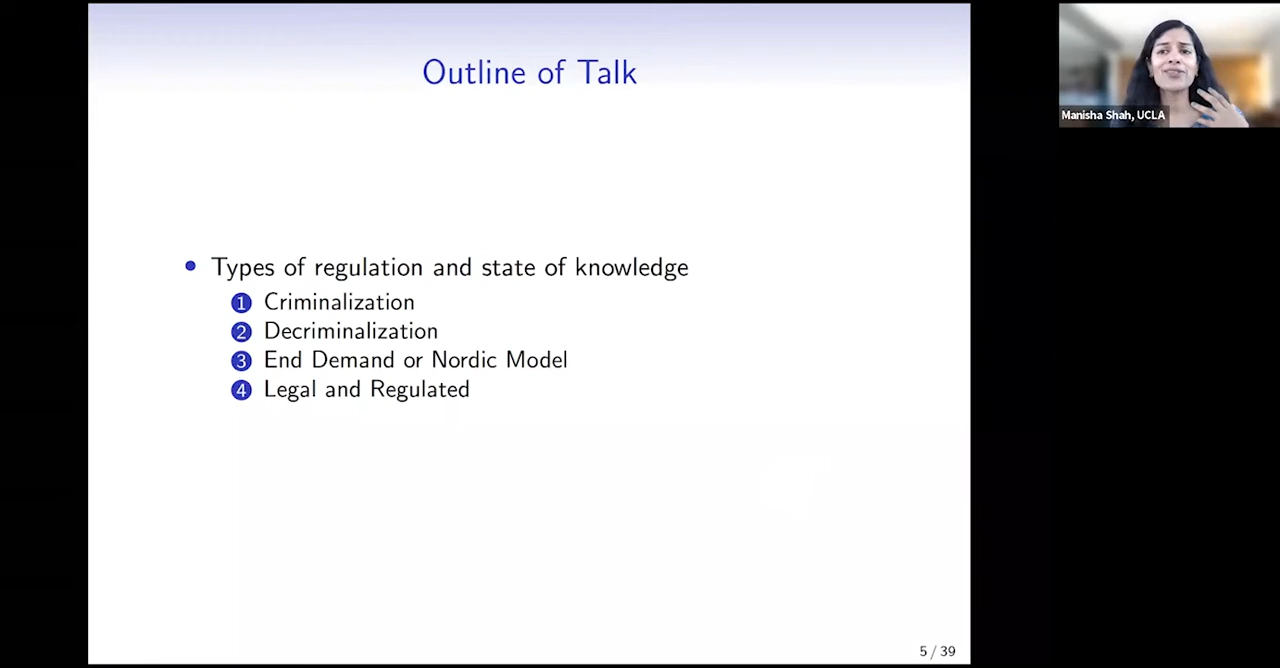 Outline of Talk
Manisha Shah, UCLA
• Types of regulation and state of knowledge
1 Criminalization
2 Decriminalization
3 End Demand or Nordic Model
4 Legal and Regulated
5 / 39